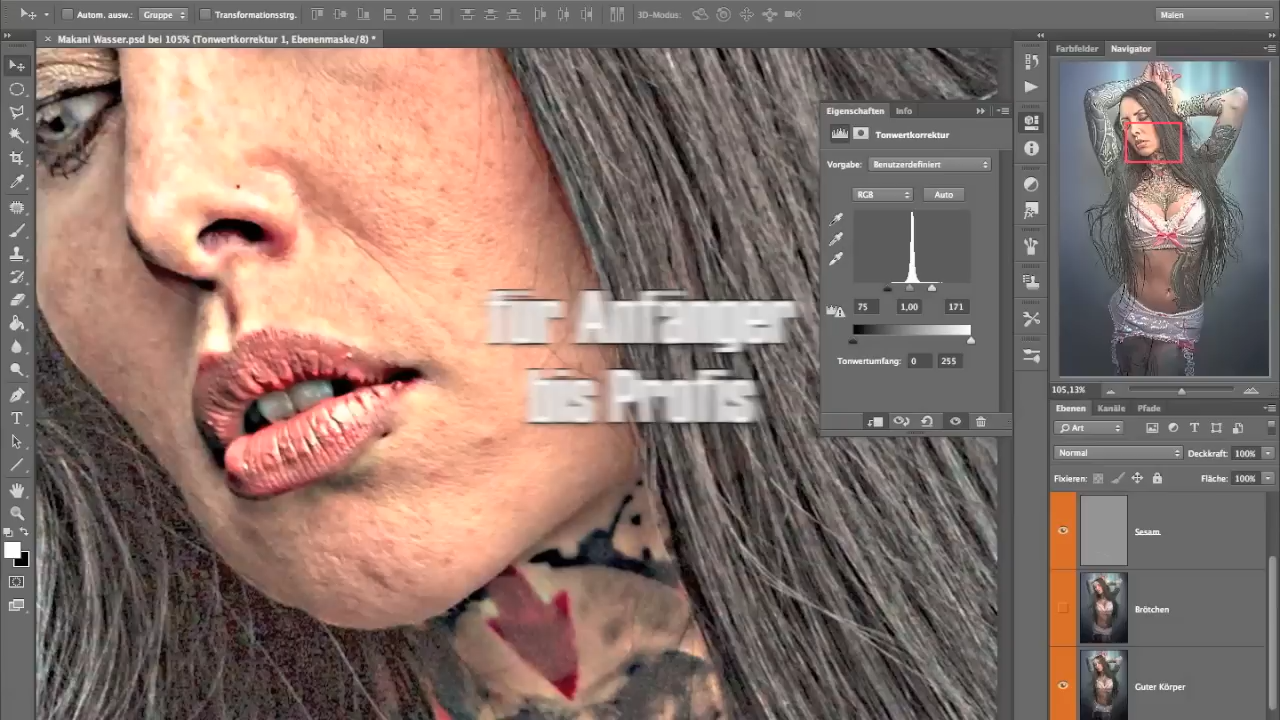 Autom. ausw.:
Gruppe
Transformationsstrg.
3D-Modus:
Malen
Makani Wasser.psd bei 105% (Tonwertkorrektur 1, Ebenenmaske/8) *
Farbfelder
Navigator
Eigenschaften
Info
Tonwertkorrektur
Vorgabe:
Benutzerdefiniert
RGB
Auto
75
1,00
171
Tonwertumfang:
0
255
für Anfänger
bis Profis
105,13%
Ebenen
Kanäle
Pfade
Art
Normal
Deckkraft:
100%
Fixieren:
Fläche:
100%
Sesam
Brötchen
Guter Körper